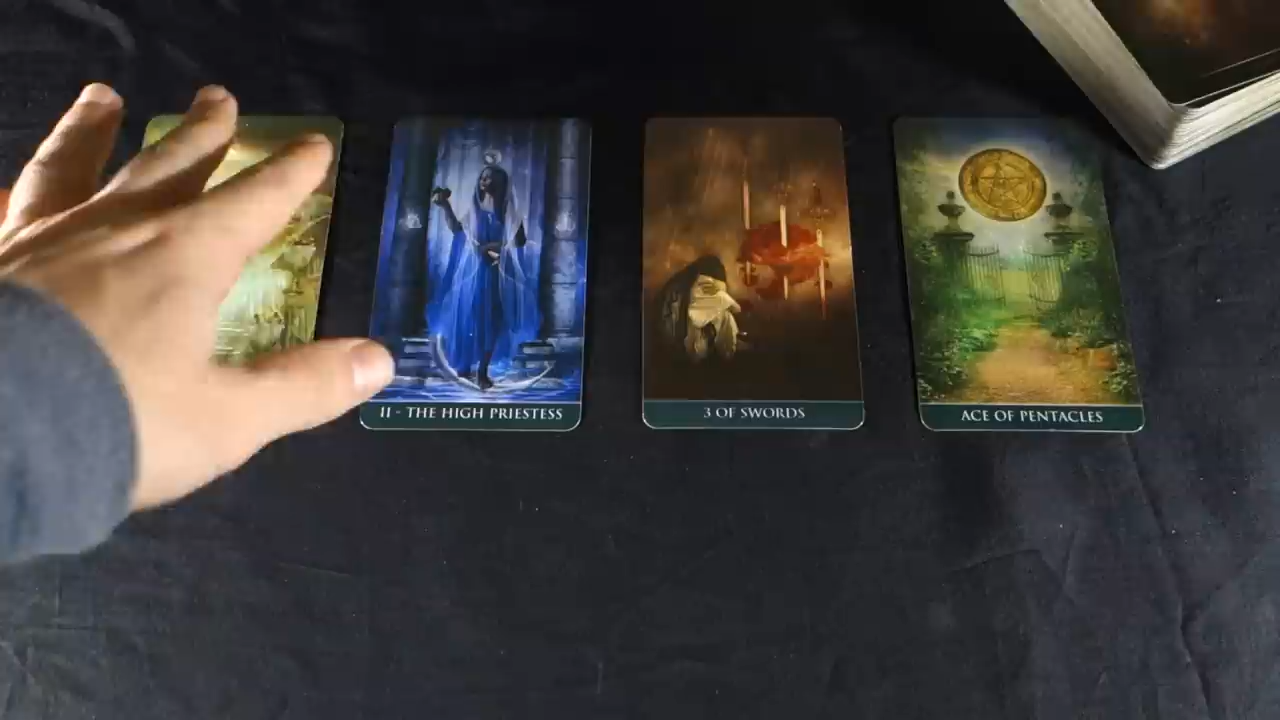 II - THE HIGH PRIESTESS
3 OF SWORDS
ACE OF PENTACLES